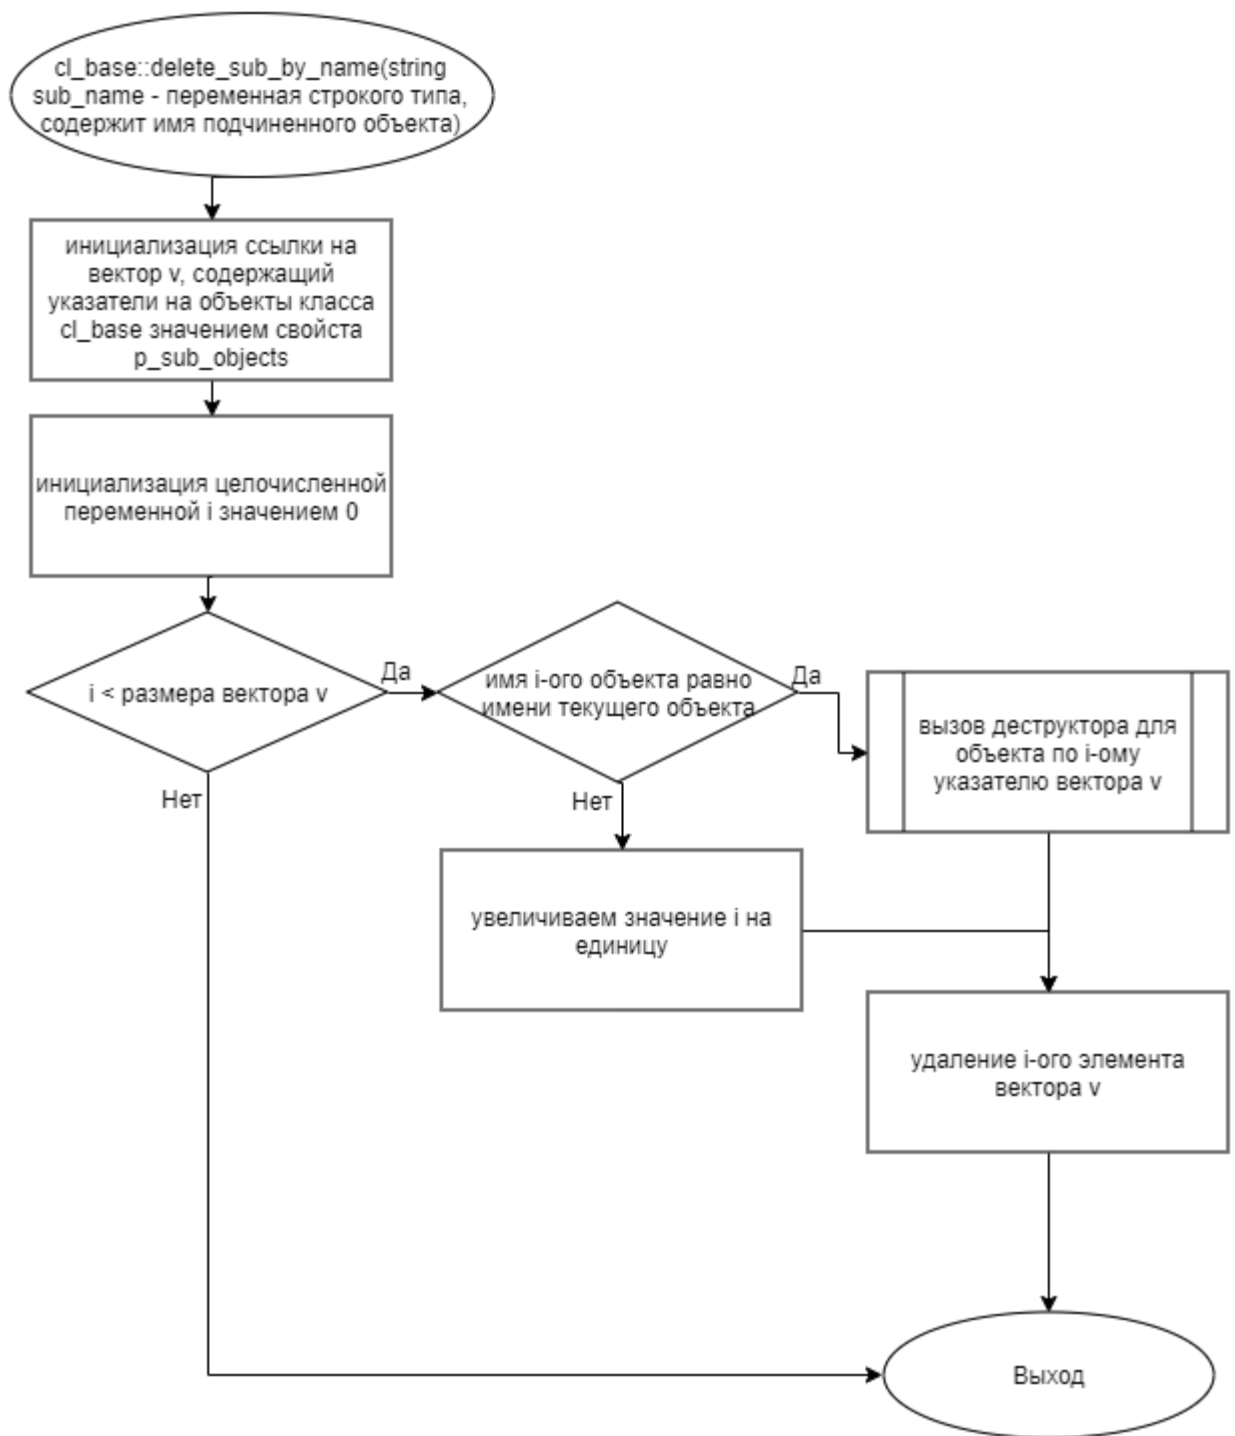 cl_base::delete_sub_by_name(string
sub_name - переменная строкого типа,
содержит имя подчиненного объекта)
инициализация ссылки на
вектор v, содержащий
указатели на объекты класса
cl_base значением свойста
p_sub_objects
инициализация целочисленной
переменной i значением 0
i < размера вектора v
Да
имя i-ого объекта равно
имени текущего объекта
Да
вызов деструктора для
объекта по i-ому
указателю вектора v
Нет
Нет
увеличиваем значение i на
единицу
удаление i-ого элемента
вектора v
Выход